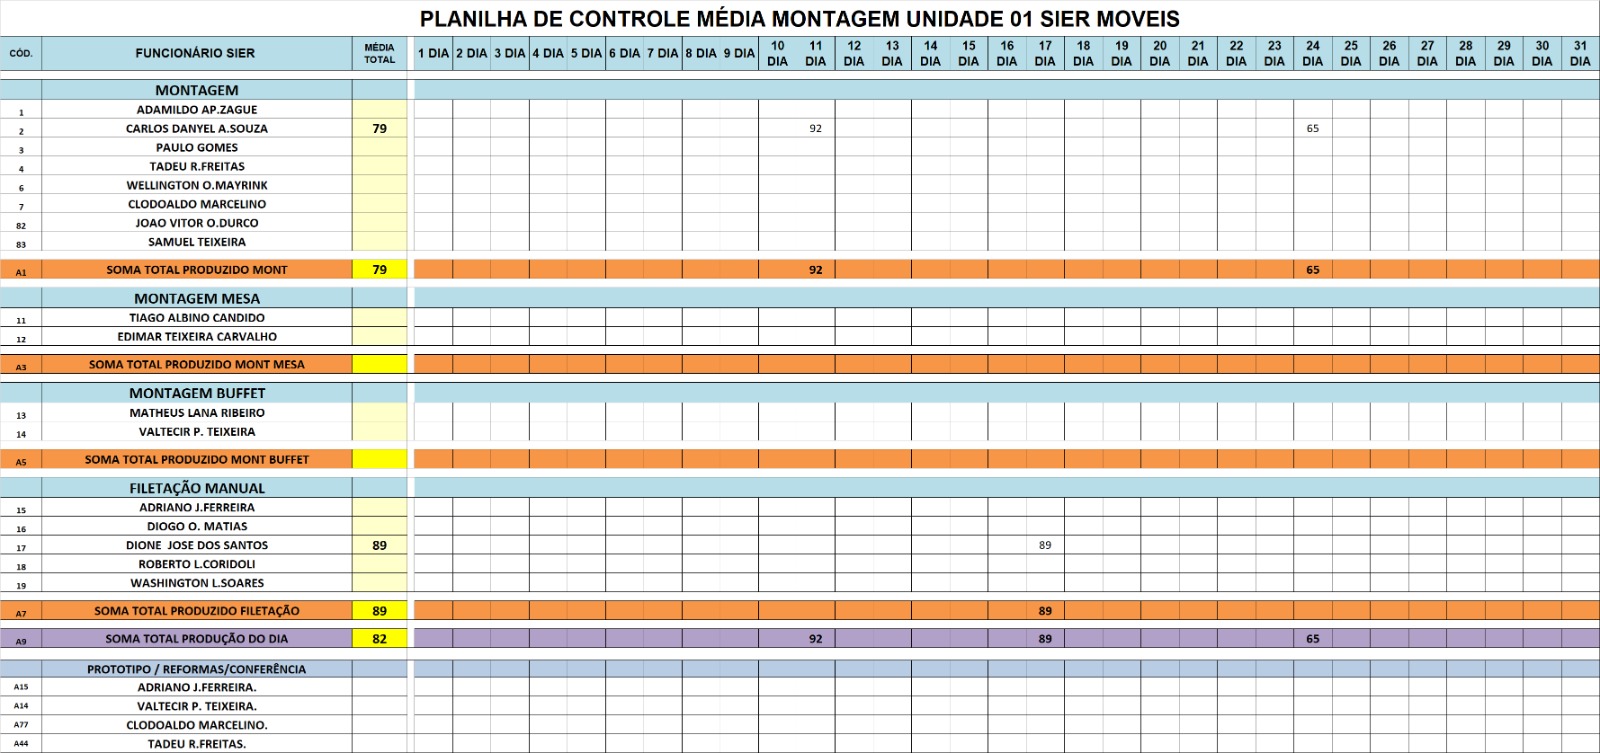 PLANILHA DE CONTROLE MÉDIA MONTAGEM UNIDADE 01 SIER MOVEIS
CÓD. FUNCIONÁRIO SIER MÉDIA TOTAL 1 DIA 2 DIA 3 DIA 4 DIA 5 DIA 6 DIA 7 DIA 8 DIA 9 DIA 10 DIA 11 DIA 12 DIA 13 DIA 14 DIA 15 DIA 16 DIA 17 DIA 18 DIA 19 DIA 20 DIA 21 DIA 22 DIA 23 DIA 24 DIA 25 DIA 26 DIA 27 DIA 28 DIA 29 DIA 30 DIA 31 DIA
MONTAGEM
1 ADAMILDO AP.ZAGUE
2 CARLOS DANYEL A.SOUZA 79 92 65
3 PAULO GOMES
4 TADEU R.FREITAS
6 WELLINGTON O.MAYRINK
7 CLODOALDO MARCELINO
82 JOAO VITOR O.DURCO
83 SAMUEL TEIXEIRA
A1 SOMA TOTAL PRODUZIDO MONT 79 92 65
MONTAGEM MESA
11 TIAGO ALBINO CANDIDO
12 EDIMAR TEIXEIRA CARVALHO
A3 SOMA TOTAL PRODUZIDO MONT MESA
MONTAGEM BUFFET
13 MATHEUS LANA RIBEIRO
14 VALTECIR P. TEIXEIRA
A5 SOMA TOTAL PRODUZIDO MONT BUFFET
FILETAÇÃO MANUAL
15 ADRIANO J.FERREIRA
16 DIOGO O. MATIAS
17 DIONE JOSE DOS SANTOS 89 89
18 ROBERTO L.CORIDOLI
19 WASHINGTON L.SOARES
A7 SOMA TOTAL PRODUZIDO FILETAÇÃO 89 89
A9 SOMA TOTAL PRODUÇÃO DO DIA 82 92 89 65
PROTOTIPO / REFORMAS/CONFERÊNCIA
A15 ADRIANO J.FERREIRA.
A14 VALTECIR P. TEIXEIRA.
A77 CLODOALDO MARCELINO.
A44 TADEU R.FREITAS.